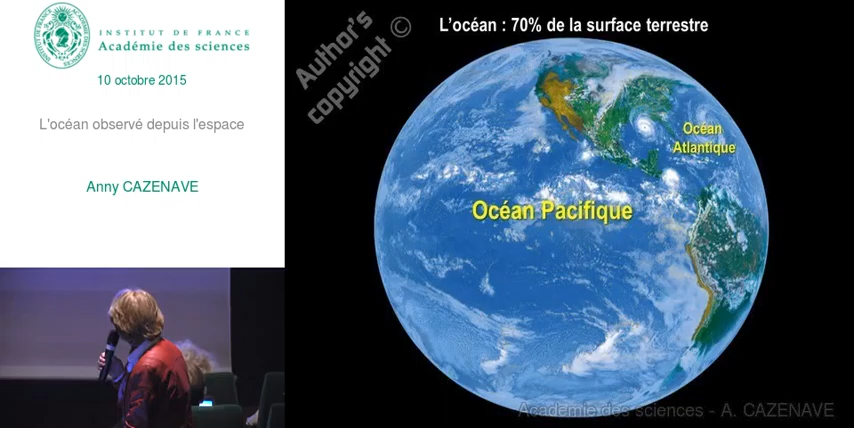 INSTITUT DE FRANCE
Académie des sciences
10 octobre 2015
L'océan observé depuis l'espace
Anny CAZENAVE
Author's
copyright ©
L'océan : 70% de la surface terrestre
Océan
Atlantique
Océan Pacifique
Académie des sciences - A. CAZENAVE